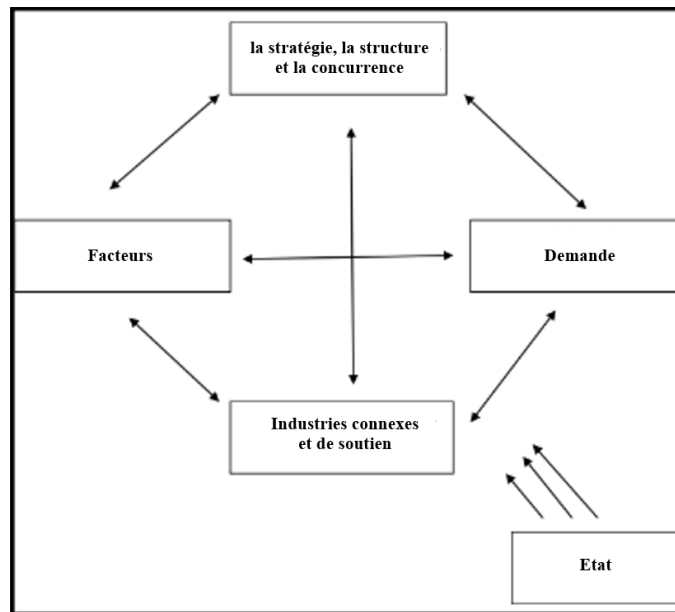 la stratégie, la structure
et la concurrence
Facteurs
Demande
Industries connexes
et de soutien
Etat